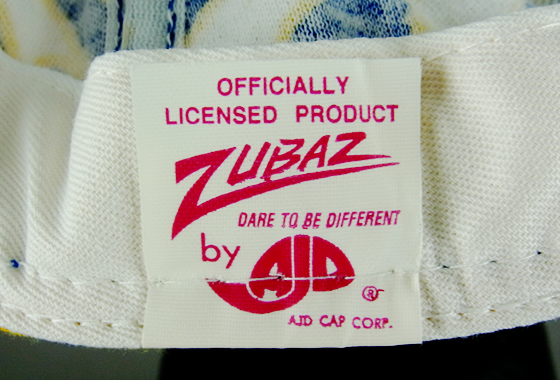 OFFICIALLY
LICENSED PRODUCT
ZUBAZ
DARE TO BE DIFFERENT
by AJD
®
AJD CAP CORP.